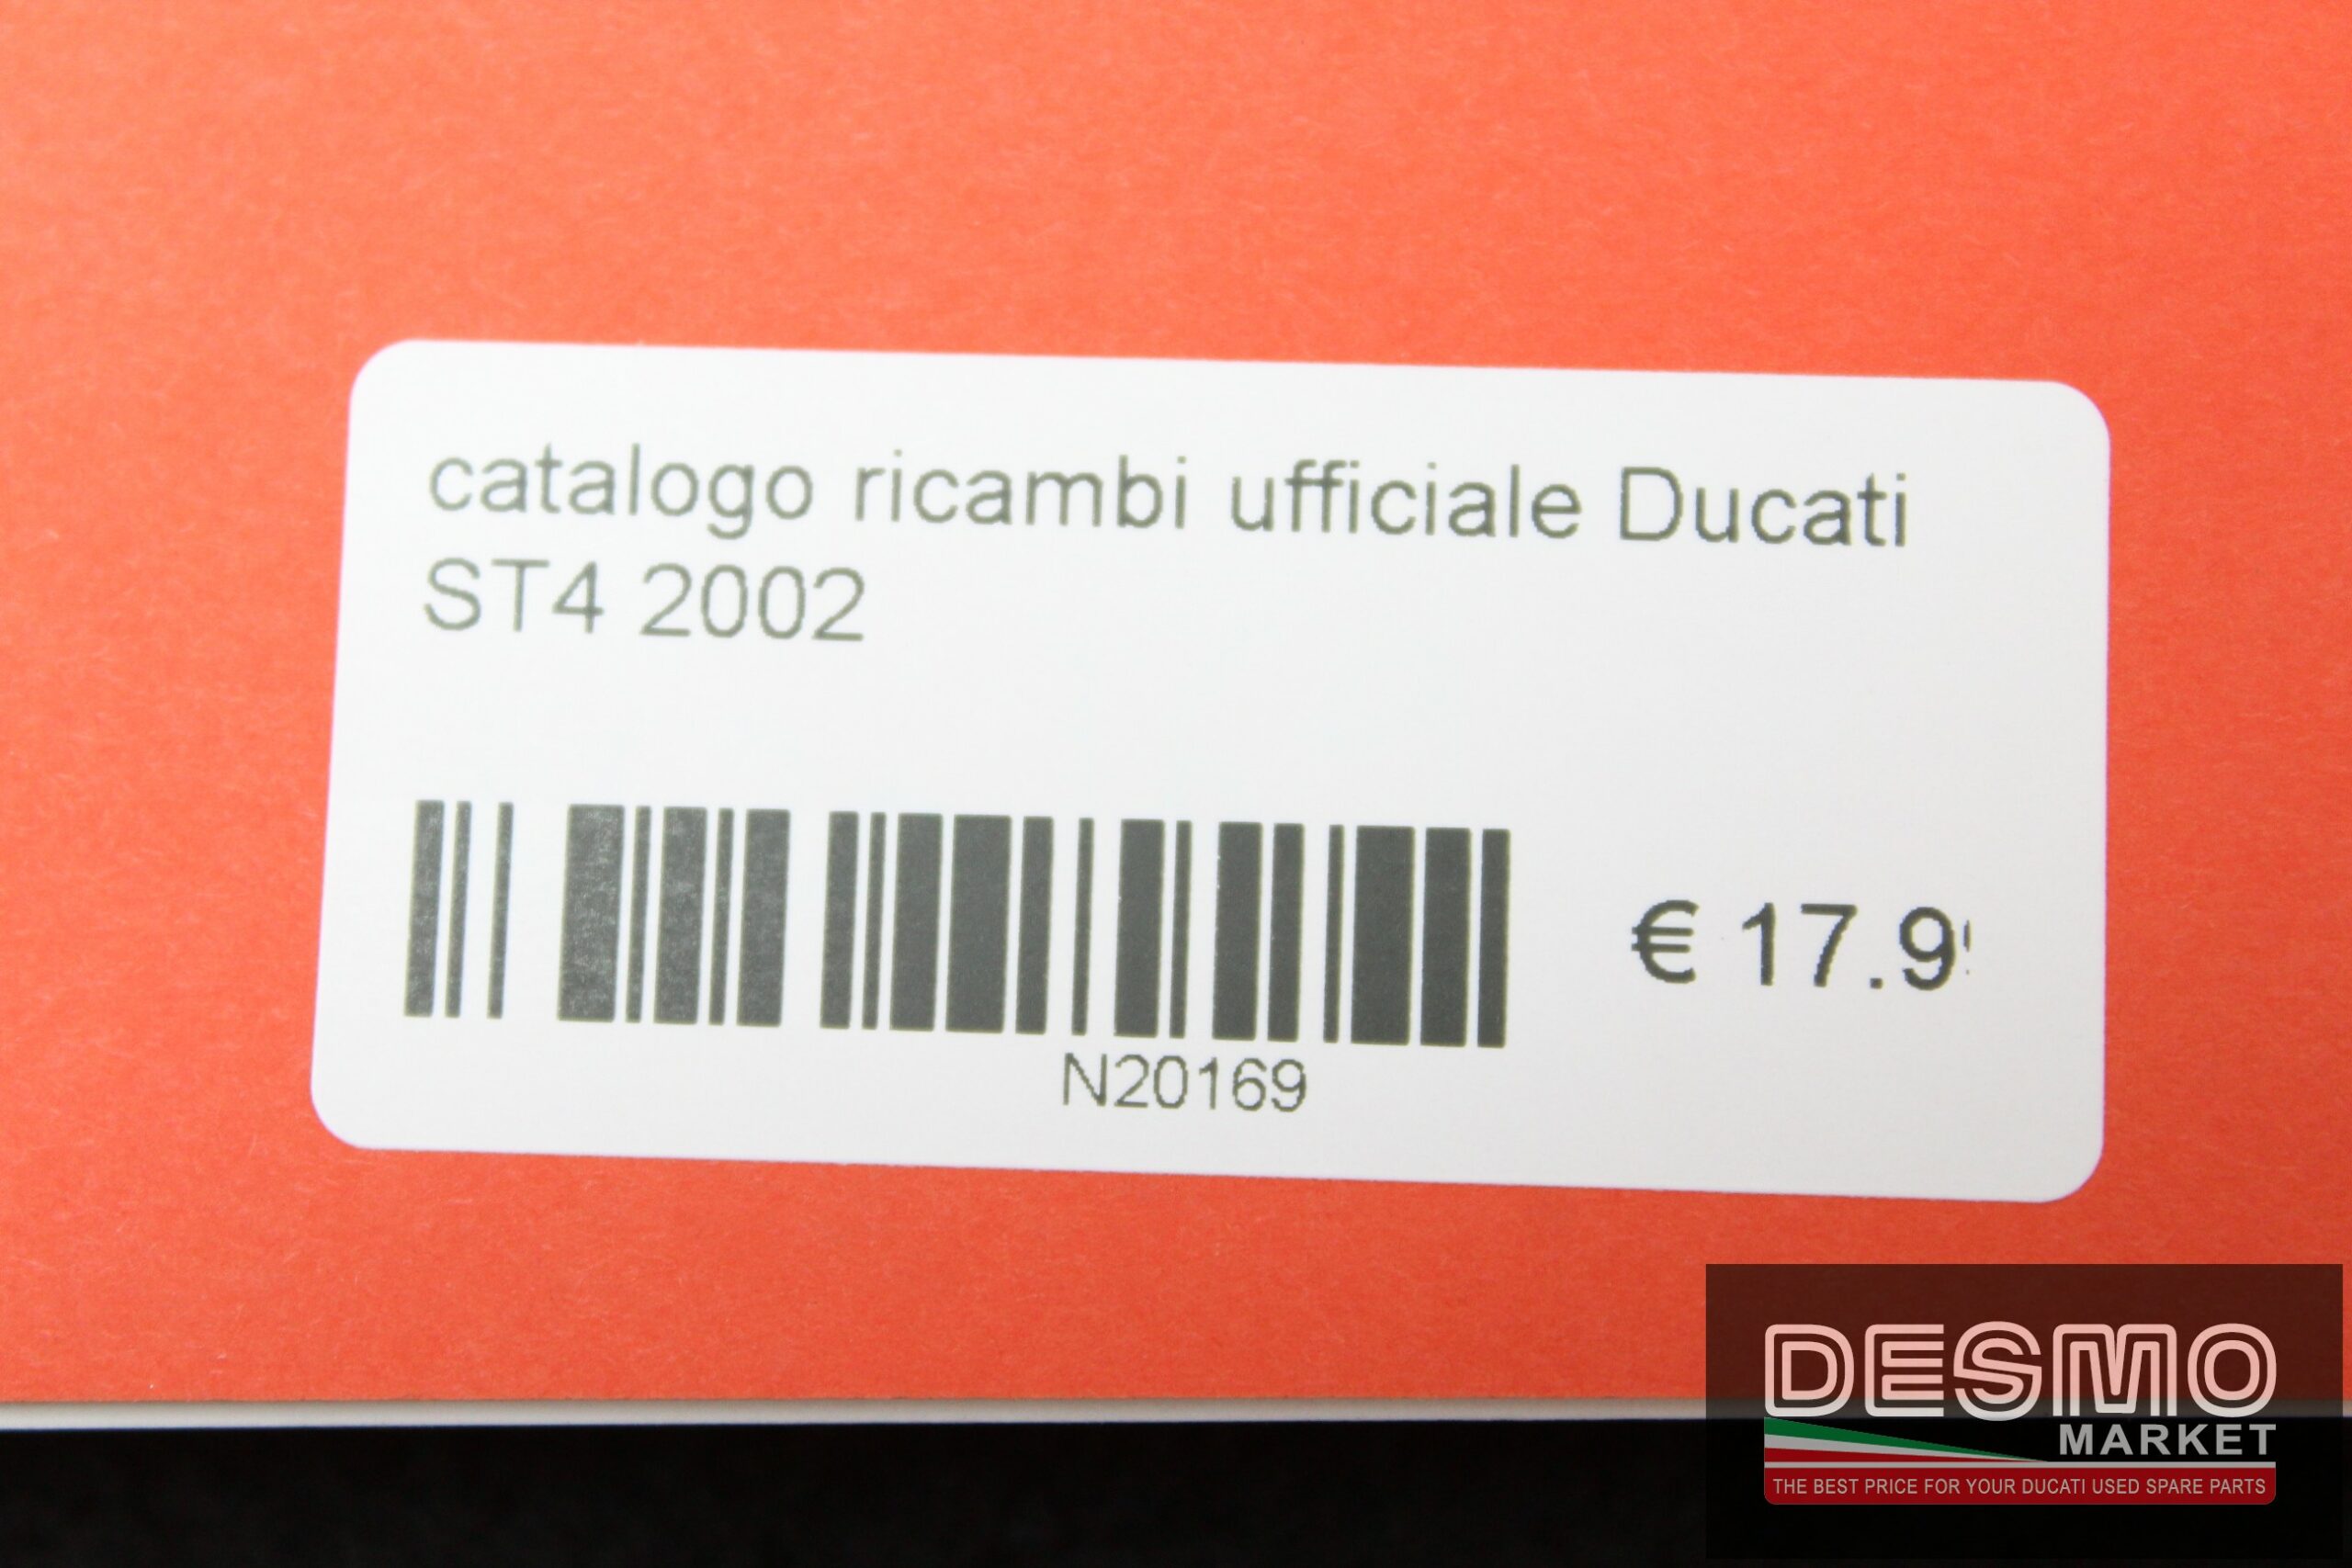 catalogo ricambi ufficiale Ducati
ST4 2002
€ 17.9
N20169
DESMO
MARKET
THE BEST PRICE FOR YOUR DUCATI USED SPARE PARTS